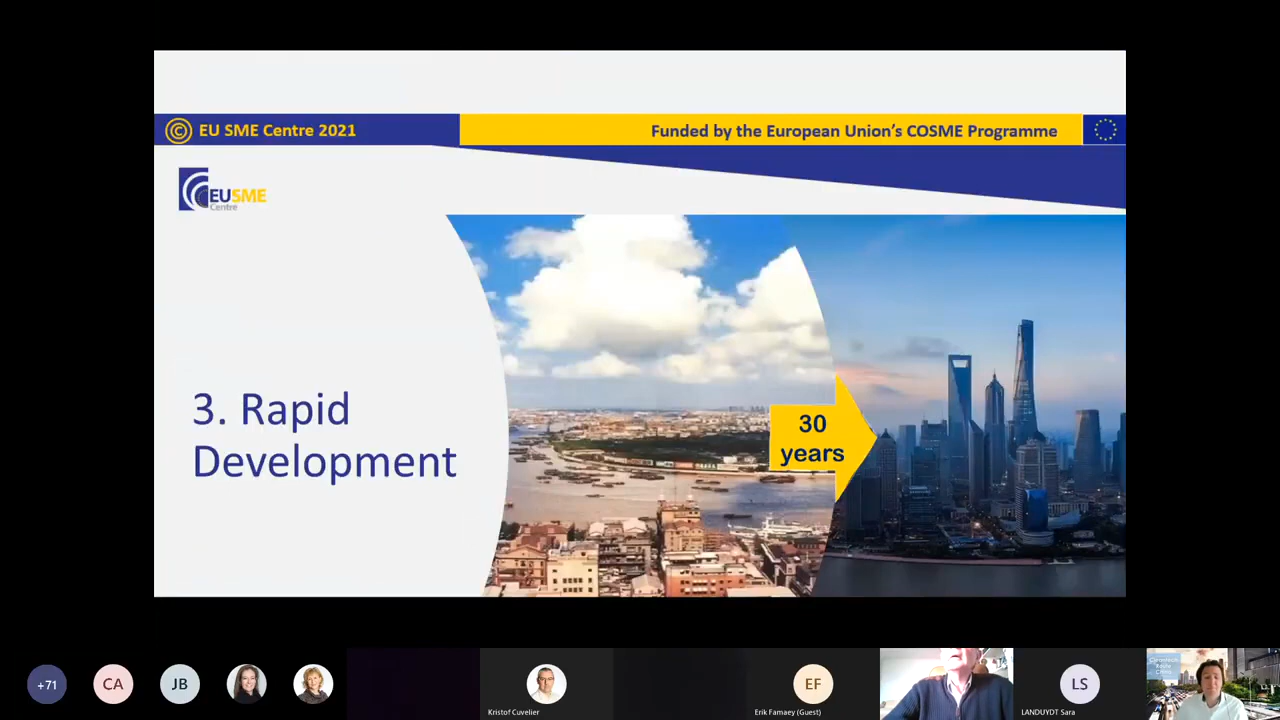 © EU SME Centre 2021
Funded by the European Union's COSME Programme
EUSME
Centre
3. Rapid
Development
30
years
+71
CA
JB
Kristof Cuvelier
EF
Erik Famaey (Guest)
LS
LANDUYDT Sara